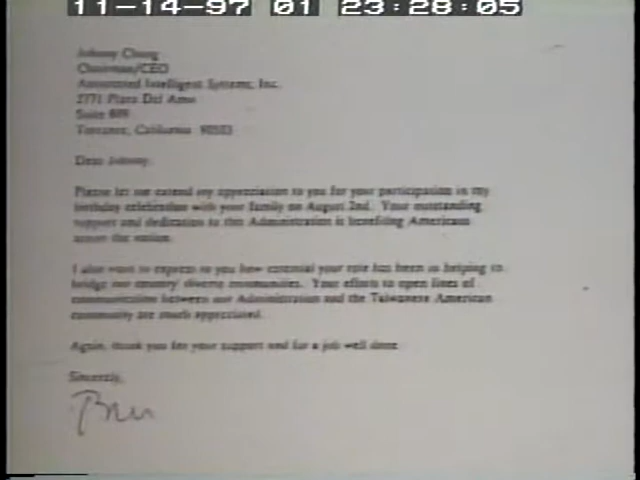 11-14-97 01 23:28:05
Johnny Chung
Chairman/CEO
Automated Intelligent Systems, Inc.
2771 Plaza Del Amo
Suite
Torrance, California
Dear Johnny,
Please let me extend my appreciation to you for your participation in my
birthday celebration with your family on August 2nd. Your outstanding
support and dedication to this Administration is benefiting Americans
across the nation.
I also want to express to you how essential your role has been in helping to
bridge our country diverse communities. Your efforts to open lines of
communication between our Administration and the Taiwanese American
community are much appreciated.
Again, thank you for your support and for a job well done.
Sincerely,